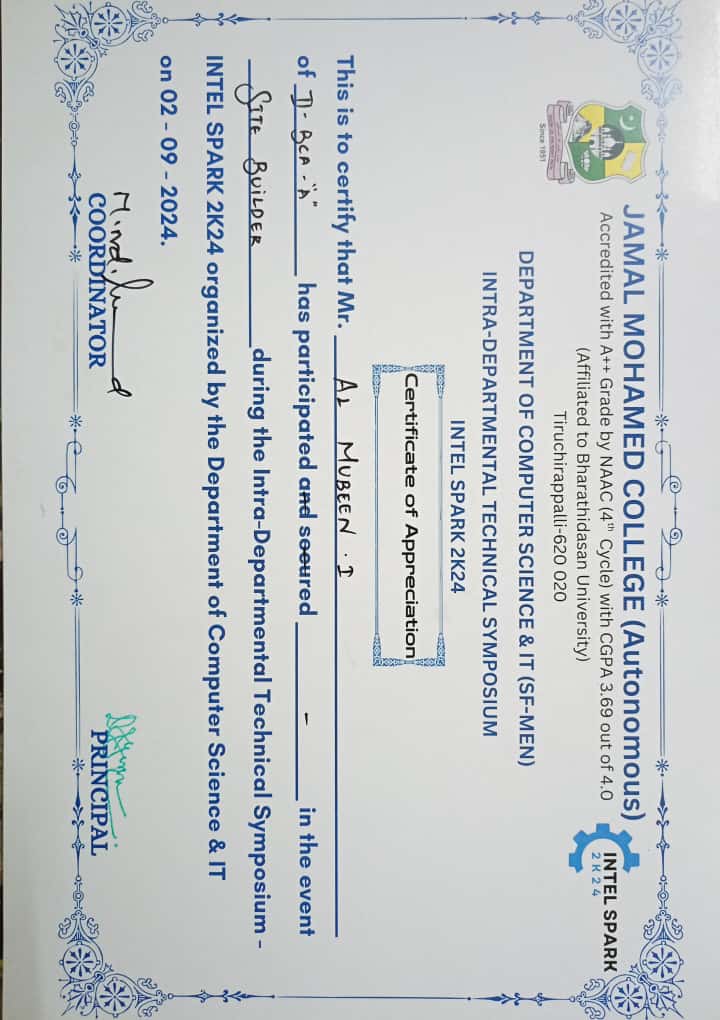 JAMAL MOHAMED COLLEGE (Autonomous)
Accredited with A++ Grade by NAAC (4th Cycle) with CGPA 3.69 out of 4.0
(Affiliated to Bharathidasan University)
Tiruchirappalli-620 020
Since 1951
INTEL SPARK
2K24
DEPARTMENT OF COMPUTER SCIENCE & IT (SF-MEN)
INTRA-DEPARTMENTAL TECHNICAL SYMPOSIUM
INTEL SPARK 2K24
Certificate of Appreciation
This is to certify that Mr. AL MUBEEN . I
of II- BCA - "A" has participated and secured - in the event
SITE BUILDER during the Intra-Departmental Technical Symposium -
INTEL SPARK 2K24 organized by the Department of Computer Science & IT
on 02 - 09 - 2024.
COORDINATOR
PRINCIPAL